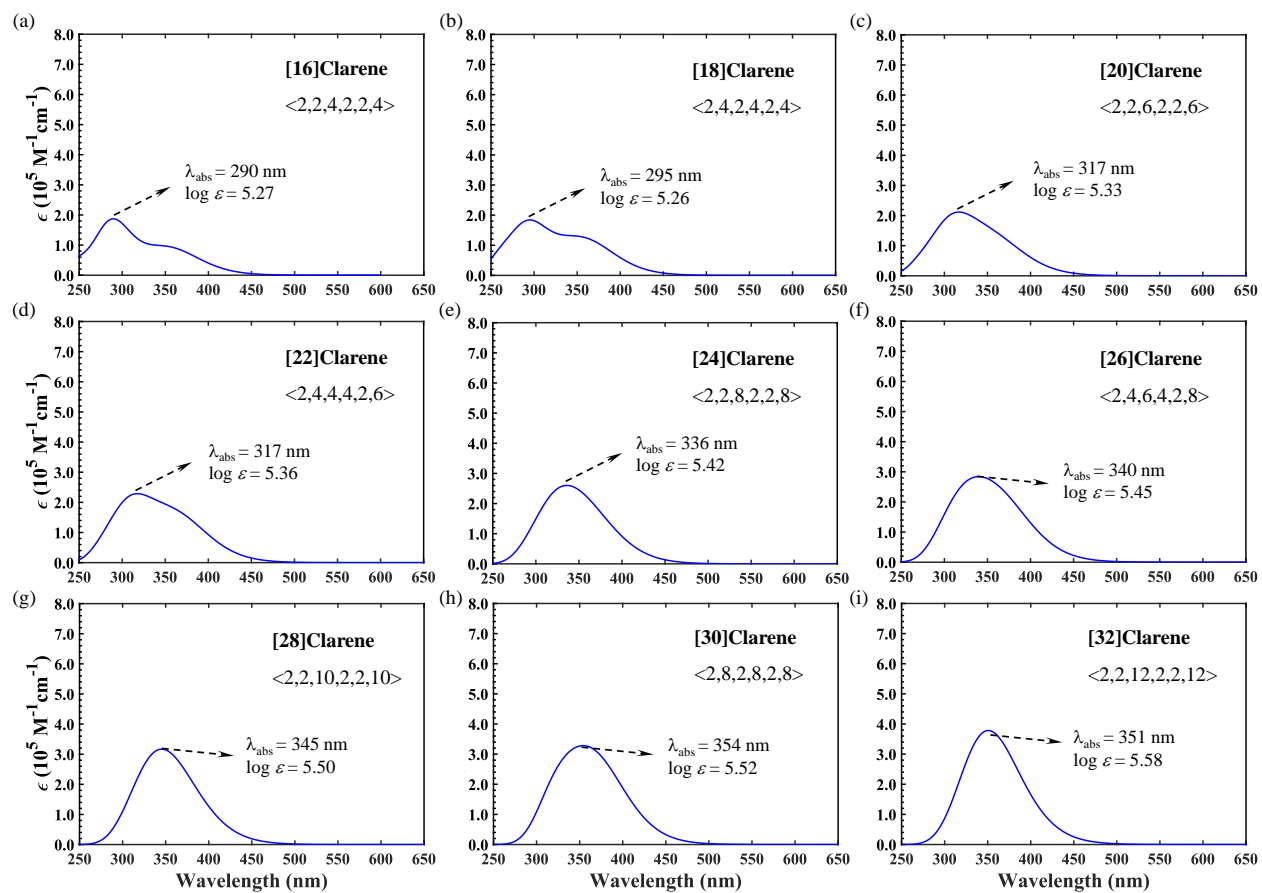 (a)
8.0
7.0
6.0
5.0
4.0
3.0
2.0
1.0
0.0
250 300 350 400 450 500 550 600 650
ϵ (10⁵ M⁻¹cm⁻¹)
[16]Clarene
<2,2,4,2,2,4>
λabs = 290 nm
log ε = 5.27
(b)
8.0
7.0
6.0
5.0
4.0
3.0
2.0
1.0
0.0
250 300 350 400 450 500 550 600 650
[18]Clarene
<2,4,2,4,2,4>
λabs = 295 nm
log ε = 5.26
(c)
8.0
7.0
6.0
5.0
4.0
3.0
2.0
1.0
0.0
250 300 350 400 450 500 550 600 650
[20]Clarene
<2,2,6,2,2,6>
λabs = 317 nm
log ε = 5.33
(d)
8.0
7.0
6.0
5.0
4.0
3.0
2.0
1.0
0.0
250 300 350 400 450 500 550 600 650
ϵ (10⁵ M⁻¹cm⁻¹)
[22]Clarene
<2,4,4,4,2,6>
λabs = 317 nm
log ε = 5.36
(e)
8.0
7.0
6.0
5.0
4.0
3.0
2.0
1.0
0.0
250 300 350 400 450 500 550 600 650
[24]Clarene
<2,2,8,2,2,8>
λabs = 336 nm
log ε = 5.42
(f)
8.0
7.0
6.0
5.0
4.0
3.0
2.0
1.0
0.0
250 300 350 400 450 500 550 600 650
[26]Clarene
<2,4,6,4,2,8>
λabs = 340 nm
log ε = 5.45
(g)
8.0
7.0
6.0
5.0
4.0
3.0
2.0
1.0
0.0
250 300 350 400 450 500 550 600 650
ϵ (10⁵ M⁻¹cm⁻¹)
Wavelength (nm)
[28]Clarene
<2,2,10,2,2,10>
λabs = 345 nm
log ε = 5.50
(h)
8.0
7.0
6.0
5.0
4.0
3.0
2.0
1.0
0.0
250 300 350 400 450 500 550 600 650
Wavelength (nm)
[30]Clarene
<2,8,2,8,2,8>
λabs = 354 nm
log ε = 5.52
(i)
8.0
7.0
6.0
5.0
4.0
3.0
2.0
1.0
0.0
250 300 350 400 450 500 550 600 650
Wavelength (nm)
[32]Clarene
<2,2,12,2,2,12>
λabs = 351 nm
log ε = 5.58